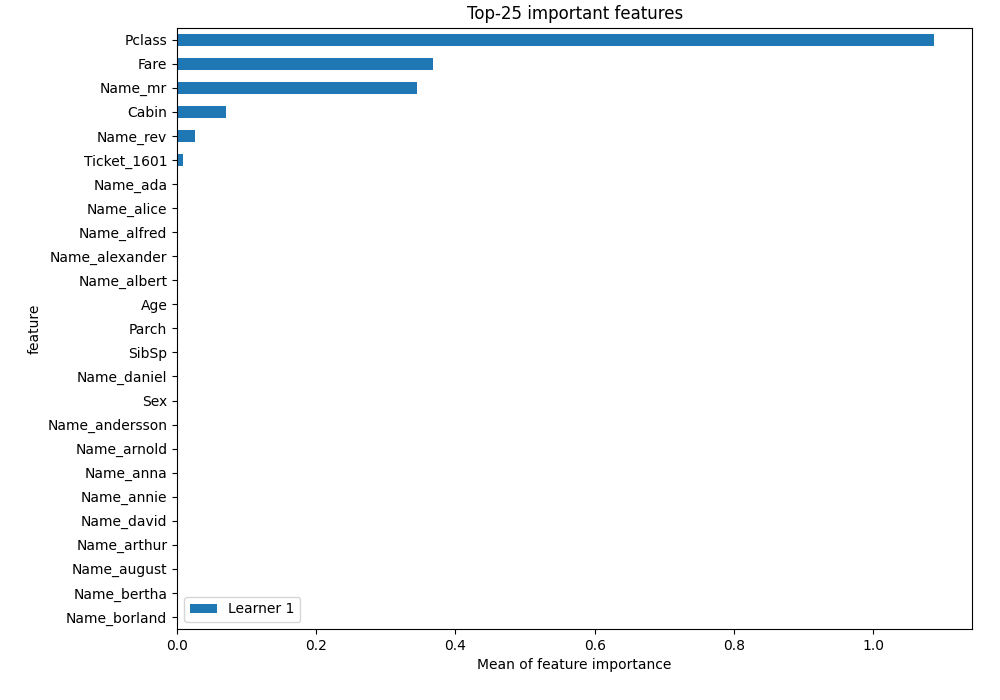 Top-25 important features
Pclass
Fare
Name_mr
Cabin
Name_rev
Ticket_1601
Name_ada
Name_alice
Name_alfred
Name_alexander
Name_albert
Age
Parch
SibSp
Name_daniel
Sex
Name_andersson
Name_arnold
Name_anna
Name_annie
Name_david
Name_arthur
Name_august
Name_bertha
Name_borland
feature
Learner 1
0.0 0.2 0.4 0.6 0.8 1.0
Mean of feature importance